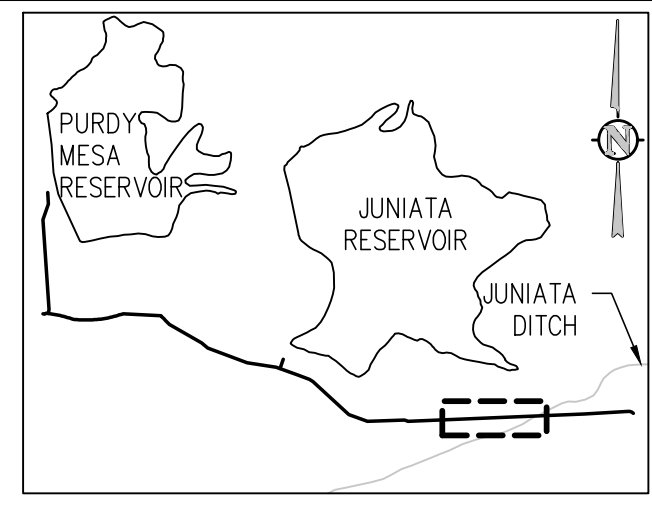 PURDY
MESA
RESERVOIR
JUNIATA
RESERVOIR
JUNIATA
DITCH
N